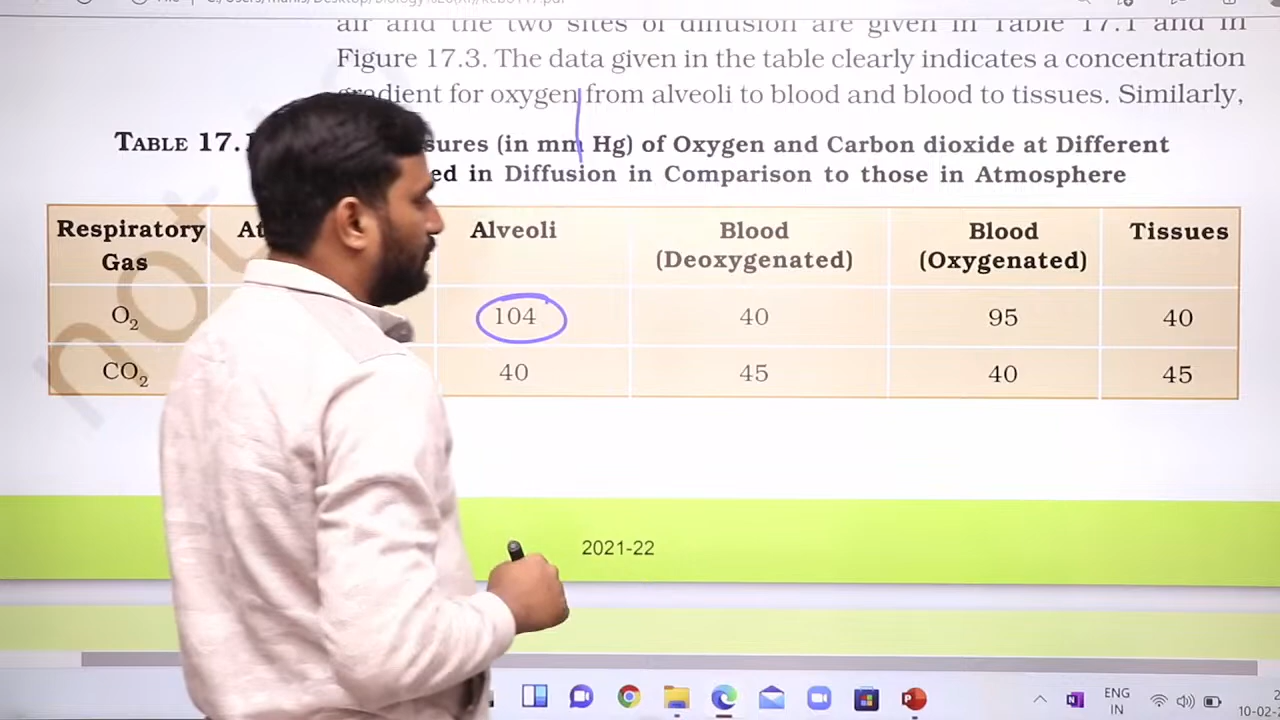 air and the two sites of diffusion are given in Table 17.1 and in
Figure 17.3. The data given in the table clearly indicates a concentration
gradient for oxygen from alveoli to blood and blood to tissues. Similarly,
TABLE 17.1 (in mm Hg) of Oxygen and Carbon dioxide at Different
in Diffusion in Comparison to those in Atmosphere
Respiratory Gas Alveoli Blood (Deoxygenated) Blood (Oxygenated) Tissues
O2 104 40 95 40
CO2 40 45 40 45
not
2021-22
ENG
IN